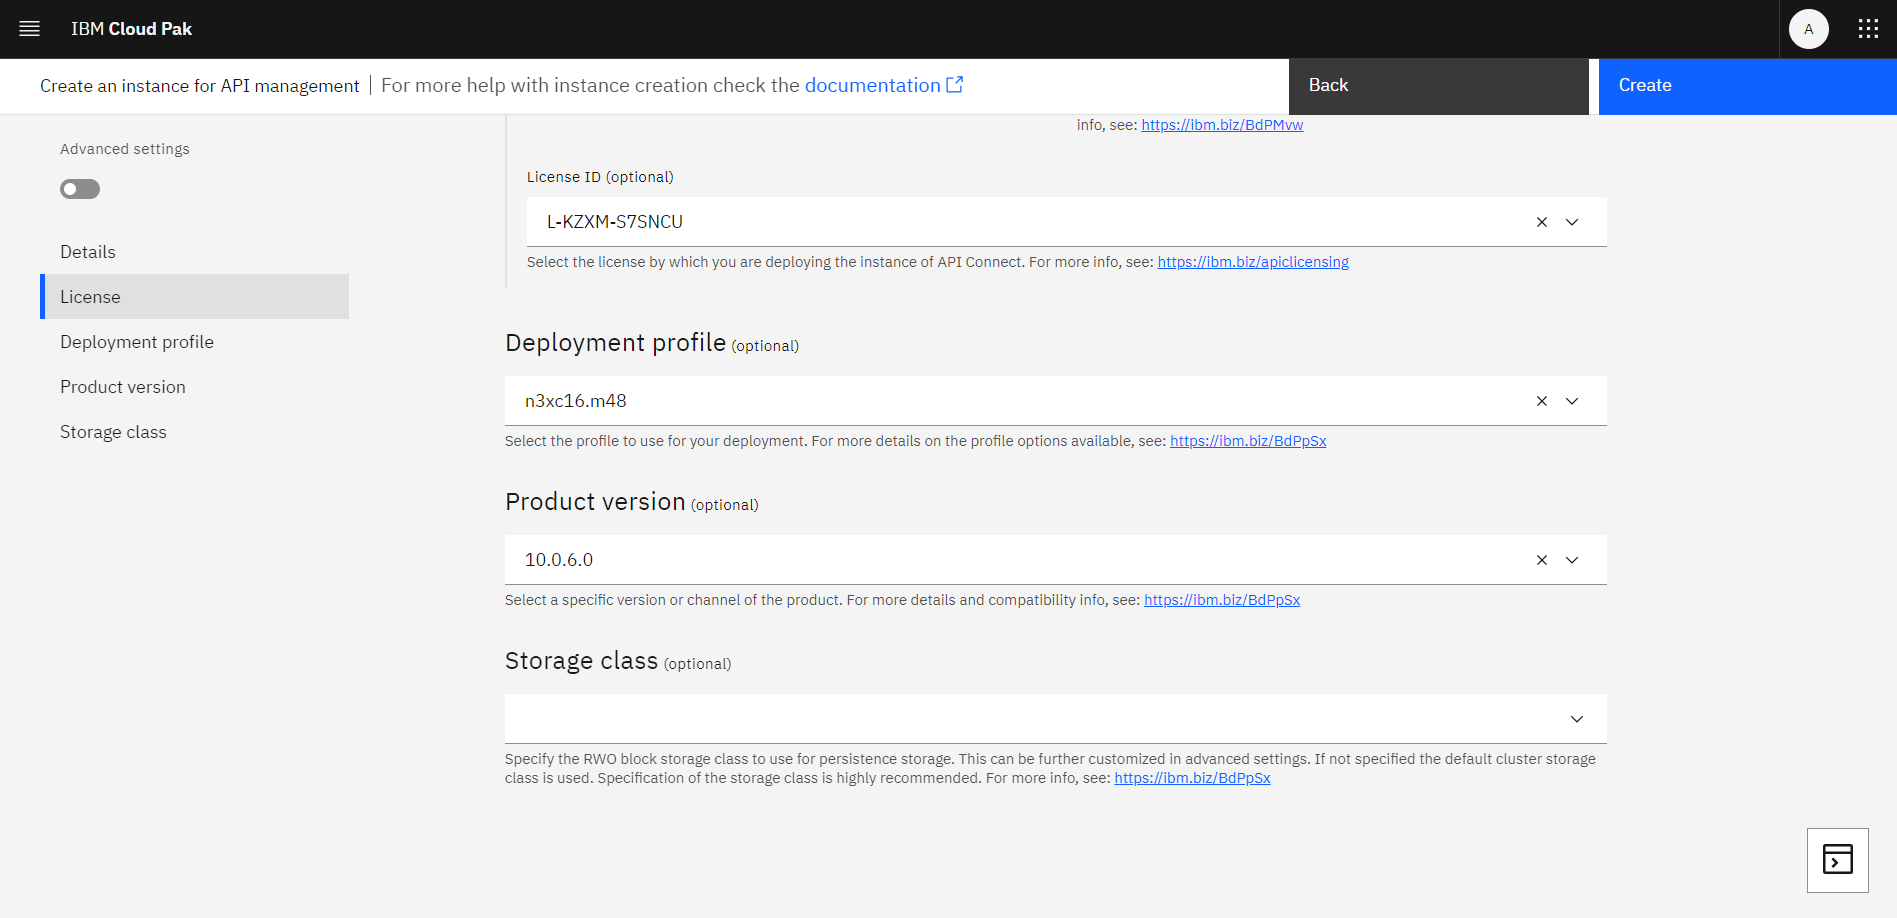 IBM Cloud Pak
A
Create an instance for API management
For more help with instance creation check the documentation
Back
Create
Advanced settings
Details
License
Deployment profile
Product version
Storage class
info, see: https://ibm.biz/BdPMvw
License ID (optional)
L-KZXM-S7SNCU
Select the license by which you are deploying the instance of API Connect. For more info, see: https://ibm.biz/apiclicensing
Deployment profile (optional)
n3xc16.m48
Select the profile to use for your deployment. For more details on the profile options available, see: https://ibm.biz/BdPpSx
Product version (optional)
10.0.6.0
Select a specific version or channel of the product. For more details and compatibility info, see: https://ibm.biz/BdPpSx
Storage class (optional)
Specify the RWO block storage class to use for persistence storage. This can be further customized in advanced settings. If not specified the default cluster storage
class is used. Specification of the storage class is highly recommended. For more info, see: https://ibm.biz/BdPpSx